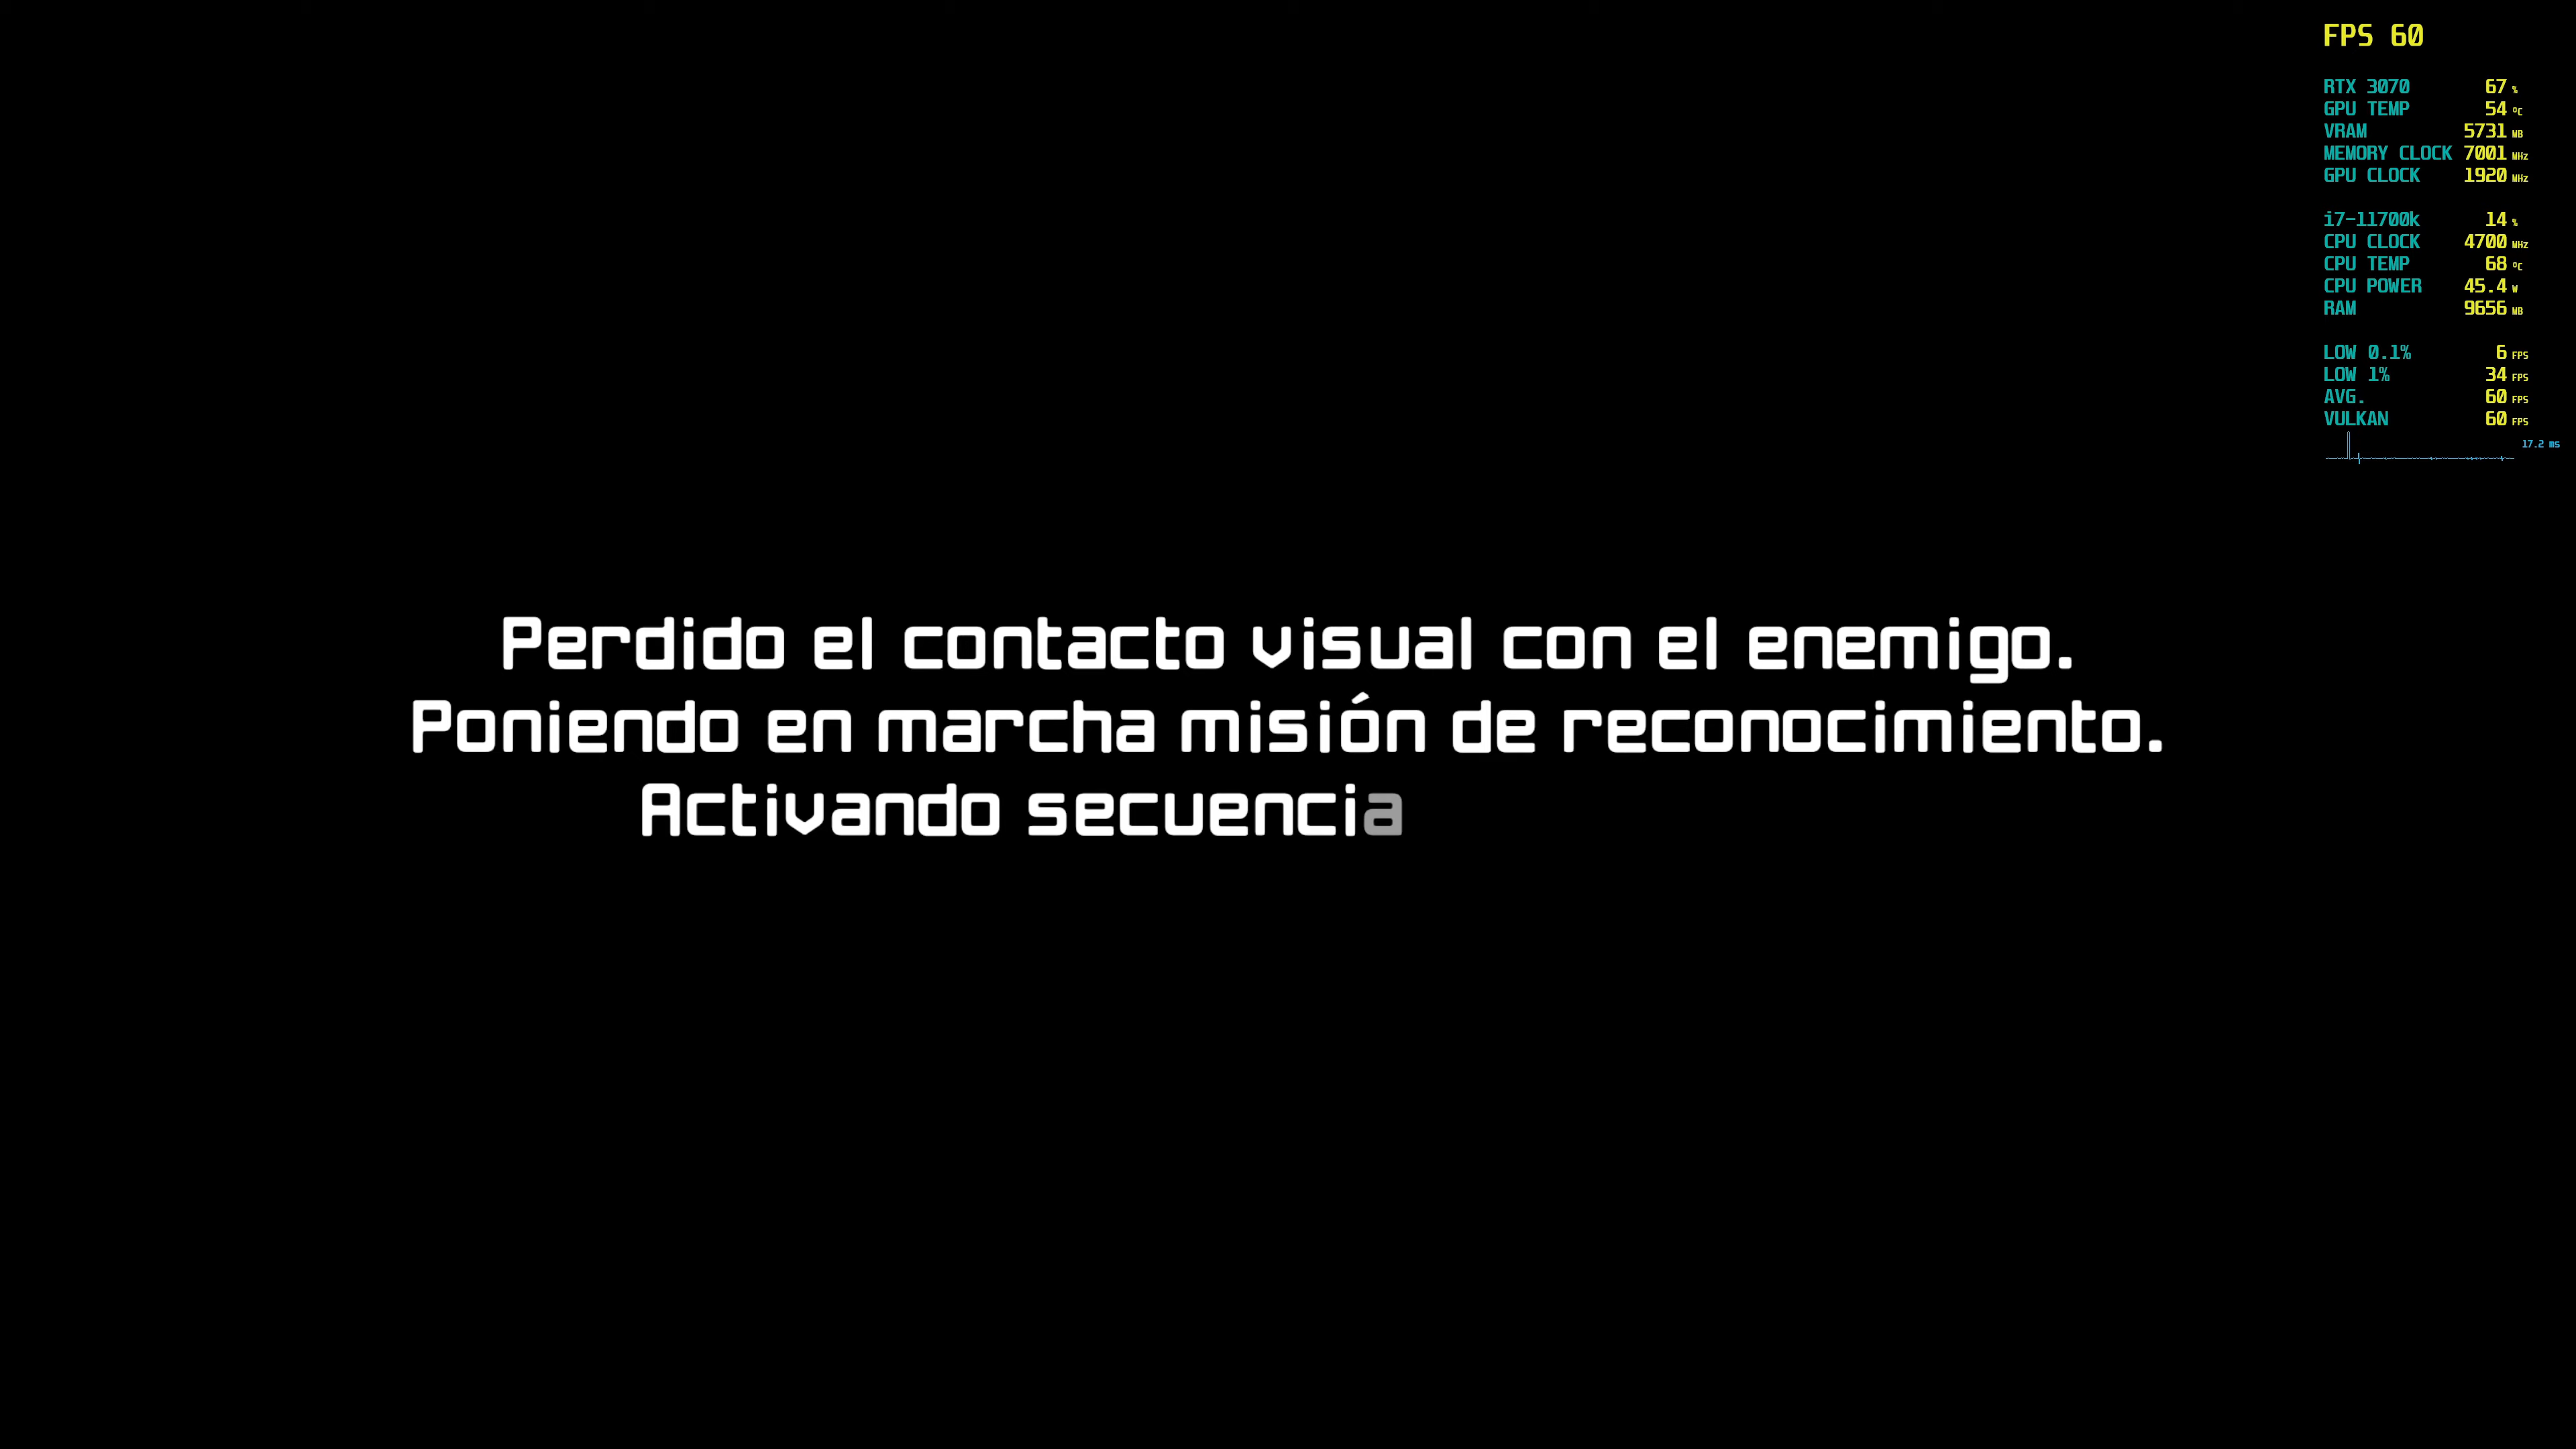 FPS 60
RTX 3070 67 %
GPU TEMP 54 ºC
VRAM 5731 MB
MEMORY CLOCK 7001 MHz
GPU CLOCK 1920 MHz
i7-11700k 14 %
CPU CLOCK 4700 MHz
CPU TEMP 68 ºC
CPU POWER 45.4 W
RAM 9656 MB
LOW 0.1% 6 FPS
LOW 1% 34 FPS
AVG. 60 FPS
VULKAN 60 FPS
17.2 ms
Perdido el contacto visual con el enemigo.
Poniendo en marcha misión de reconocimiento.
Activando secuencia